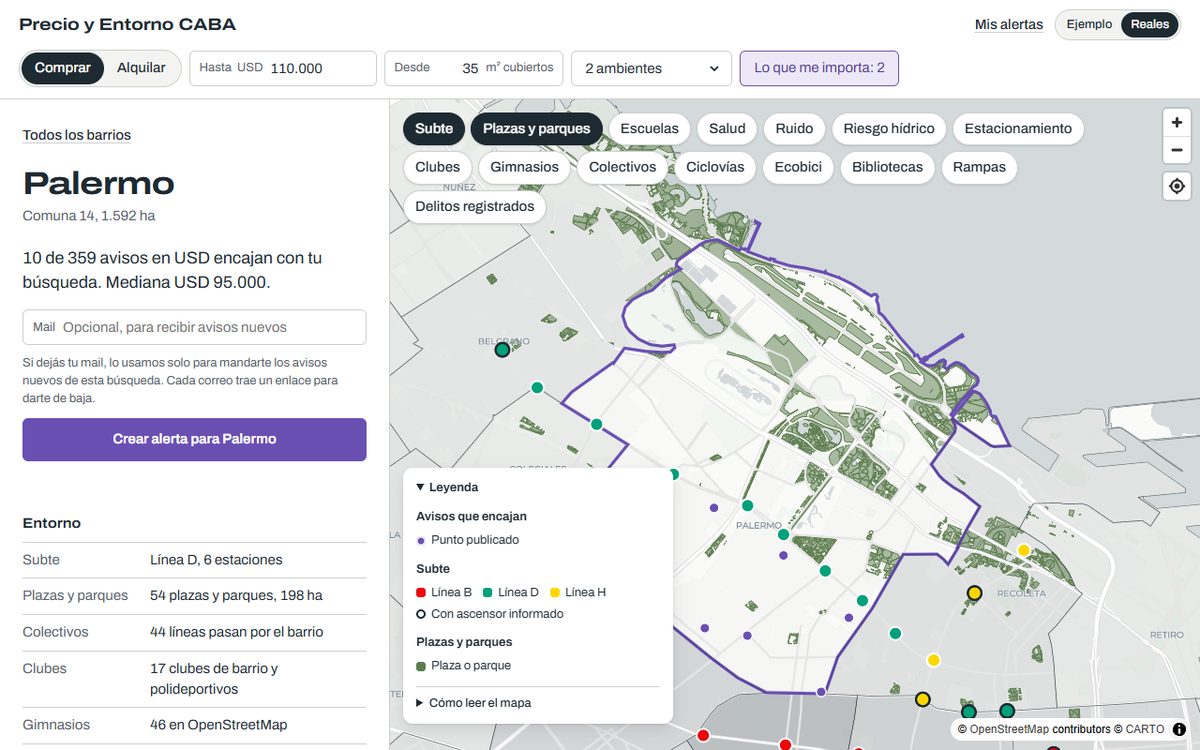 Precio y Entorno CABA
Mis alertas
Ejemplo
Reales
Comprar
Alquilar
Hasta USD 110.000
Desde 35 m² cubiertos
2 ambientes
Lo que me importa: 2
Todos los barrios
Palermo
Comuna 14, 1.592 ha
10 de 359 avisos en USD encajan con tu
búsqueda. Mediana USD 95.000.
Mail Opcional, para recibir avisos nuevos
Si dejás tu mail, lo usamos solo para mandarte los avisos
nuevos de esta búsqueda. Cada correo trae un enlace para
darte de baja.
Crear alerta para Palermo
Entorno
Subte Línea D, 6 estaciones
Plazas y parques 54 plazas y parques, 198 ha
Colectivos 44 líneas pasan por el barrio
Clubes 17 clubes de barrio y
polideportivos
Gimnasios 46 en OpenStreetMap
Subte
Plazas y parques
Escuelas
Salud
Ruido
Riesgo hídrico
Estacionamiento
Clubes
Gimnasios
Colectivos
Ciclovías
Ecobici
Bibliotecas
Rampas
Delitos registrados
+
−
NÚÑEZ
BELGRANO
PALERMO
RECOLETA
RETIRO
▼ Leyenda
Avisos que encajan
Punto publicado
Subte
Línea B Línea D Línea H
Con ascensor informado
Plazas y parques
Plaza o parque
▶ Cómo leer el mapa
© OpenStreetMap contributors © CARTO